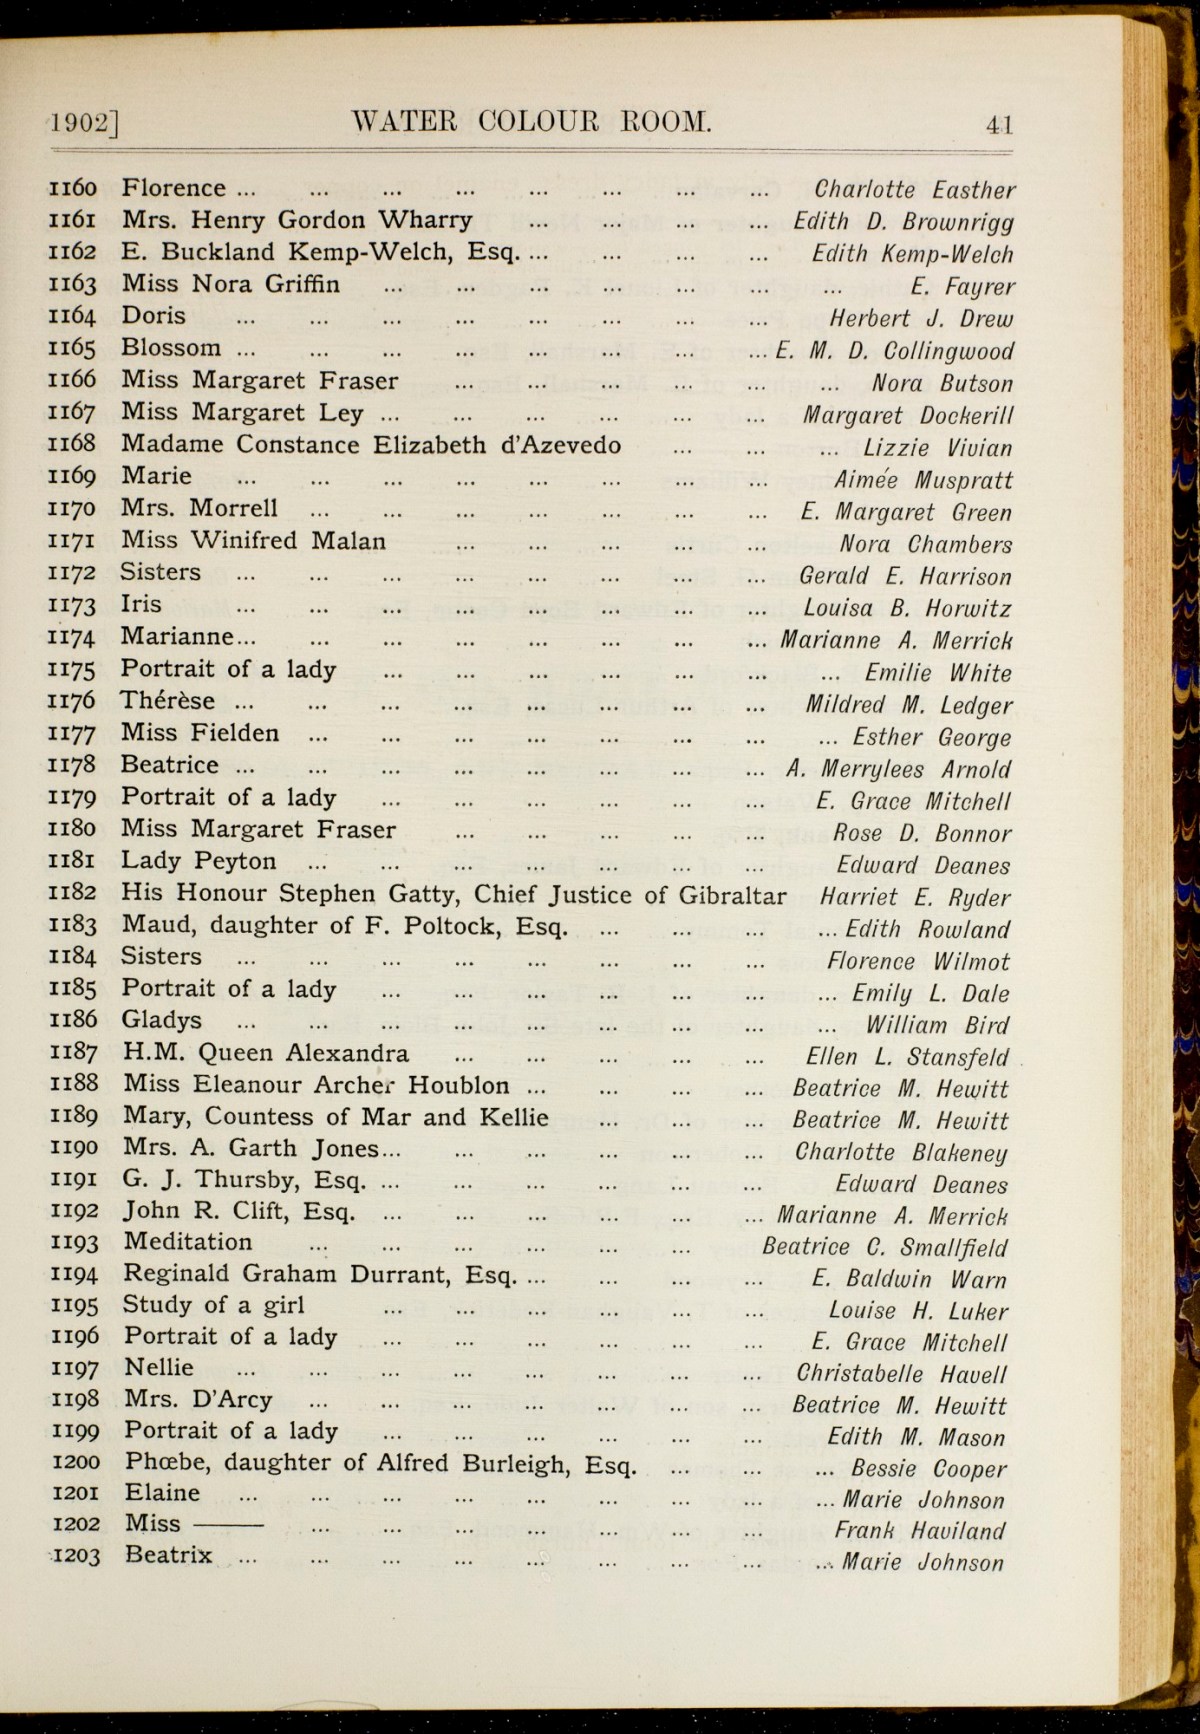 1902] WATER COLOUR ROOM. 41
1160 Florence ... ... ... ... ... ... ... ... Charlotte Easther
1161 Mrs. Henry Gordon Wharry ... ... ... ... Edith D. Brownrigg
1162 E. Buckland Kemp-Welch, Esq. ... ... ... ... Edith Kemp-Welch
1163 Miss Nora Griffin ... ... ... ... ... ... ... E. Fayrer
1164 Doris ... ... ... ... ... ... ... ... Herbert J. Drew
1165 Blossom ... ... ... ... ... ... ... ... E. M. D. Collingwood
1166 Miss Margaret Fraser ... ... ... ... ... ... Nora Butson
1167 Miss Margaret Ley ... ... ... ... ... Margaret Dockerill
1168 Madame Constance Elizabeth d'Azevedo ... ... ... Lizzie Vivian
1169 Marie ... ... ... ... ... ... ... ... Aimée Muspratt
1170 Mrs. Morrell ... ... ... ... ... ... ... E. Margaret Green
1171 Miss Winifred Malan ... ... ... ... ... Nora Chambers
1172 Sisters ... ... ... ... ... ... ... ... Gerald E. Harrison
1173 Iris ... ... ... ... ... ... ... ... Louisa B. Horwitz
1174 Marianne... ... ... ... ... ... ... ... Marianne A. Merrick
1175 Portrait of a lady ... ... ... ... ... ... ... Emilie White
1176 Thérèse ... ... ... ... ... ... ... ... Mildred M. Ledger
1177 Miss Fielden ... ... ... ... ... ... ... ... Esther George
1178 Beatrice ... ... ... ... ... ... ... ... A. Merrylees Arnold
1179 Portrait of a lady ... ... ... ... ... ... E. Grace Mitchell
1180 Miss Margaret Fraser ... ... ... ... ... Rose D. Bonnor
1181 Lady Peyton ... ... ... ... ... ... ... Edward Deanes
1182 His Honour Stephen Gatty, Chief Justice of Gibraltar Harriet E. Ryder
1183 Maud, daughter of F. Poltock, Esq. ... ... ... ... Edith Rowland
1184 Sisters ... ... ... ... ... ... ... ... Florence Wilmot
1185 Portrait of a lady ... ... ... ... ... ... ... Emily L. Dale
1186 Gladys ... ... ... ... ... ... ... ... ... William Bird
1187 H.M. Queen Alexandra ... ... ... ... ... Ellen L. Stansfeld
1188 Miss Eleanour Archer Houblon ... ... ... ... Beatrice M. Hewitt
1189 Mary, Countess of Mar and Kellie ... ... ... Beatrice M. Hewitt
1190 Mrs. A. Garth Jones... ... ... ... ... ... Charlotte Blakeney
1191 G. J. Thursby, Esq. ... ... ... ... ... ... Edward Deanes
1192 John R. Clift, Esq. ... ... ... ... ... ... Marianne A. Merrick
1193 Meditation ... ... ... ... ... ... Beatrice C. Smallfield
1194 Reginald Graham Durrant, Esq. ... ... ... ... E. Baldwin Warn
1195 Study of a girl ... ... ... ... ... ... Louise H. Luker
1196 Portrait of a lady ... ... ... ... ... ... E. Grace Mitchell
1197 Nellie ... ... ... ... ... ... ... ... Christabelle Havell
1198 Mrs. D'Arcy ... ... ... ... ... ... ... Beatrice M. Hewitt
1199 Portrait of a lady ... ... ... ... ... ... Edith M. Mason
1200 Phœbe, daughter of Alfred Burleigh, Esq. ... ... ... Bessie Cooper
1201 Elaine ... ... ... ... ... ... ... ... ... Marie Johnson
1202 Miss —— ... ... ... ... ... ... ... Frank Haviland
1203 Beatrix ... ... ... ... ... ... ... ... ... Marie Johnson